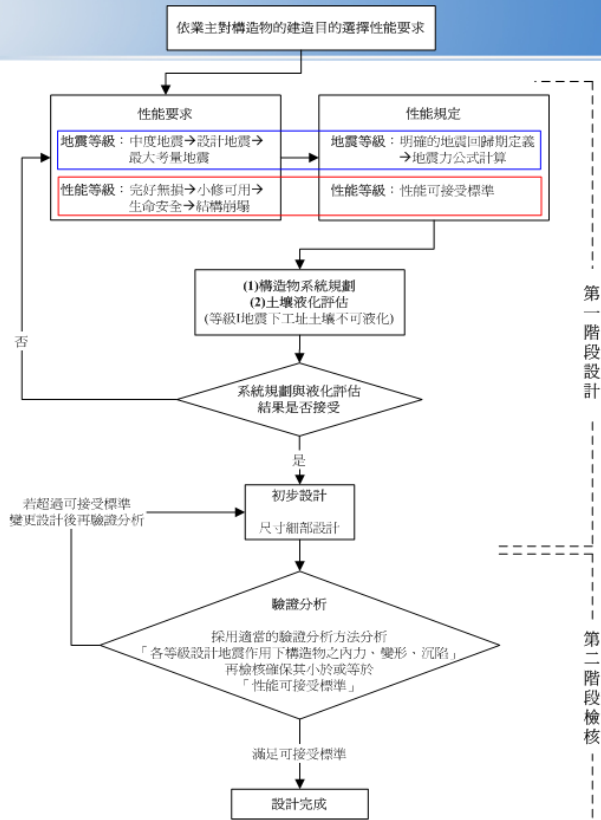 依業主對構造物的建造目的選擇性能要求
性能要求
地震等級：中度地震→設計地震→
最大考量地震
性能等級：完好無損→小修可用→
生命安全→結構崩塌
性能規定
地震等級：明確的地震回歸期定義
→地震力公式計算
性能等級：性能可接受標準
(1)構造物系統規劃
(2)土壤液化評估
(等級I地震下工址土壤不可液化)
否
系統規劃與液化評估
結果是否接受
是
第一階段設計
若超過可接受標準
變更設計後再驗證分析
初步設計
尺寸細部設計
驗證分析
採用適當的驗證分析方法分析
「各等級設計地震作用下構造物之內力、變形、沉陷」
再檢核確保其小於或等於
「性能可接受標準」
第二階段檢核
滿足可接受標準
設計完成